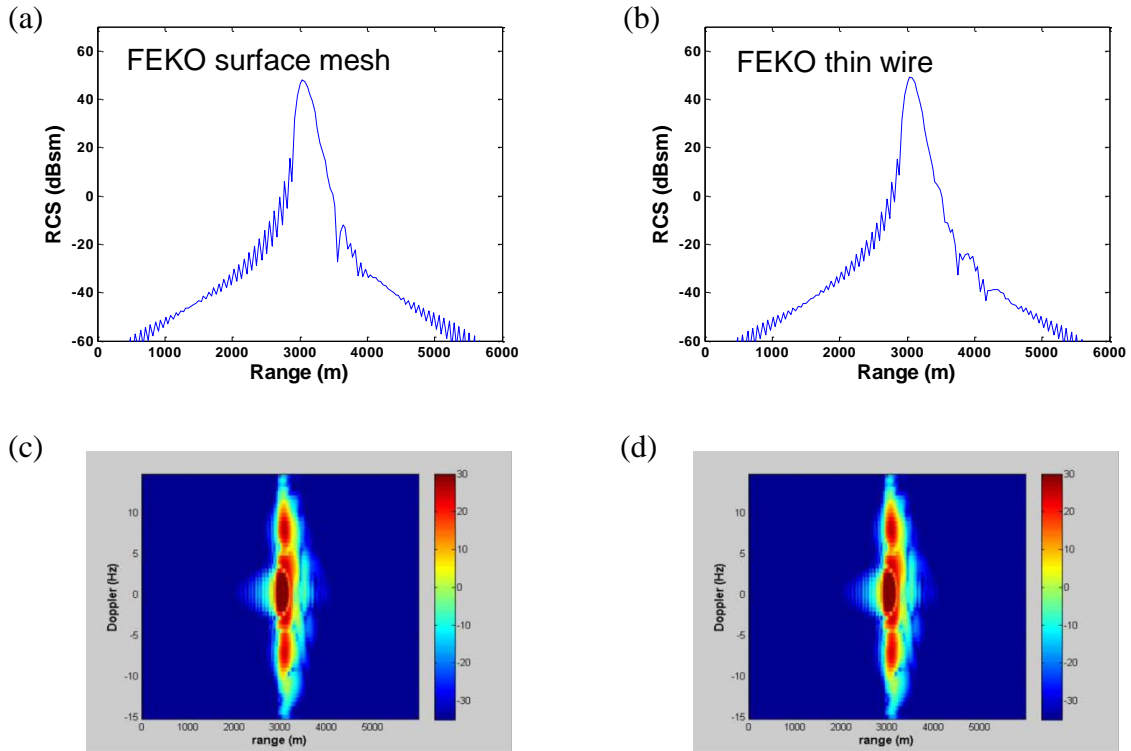 (a)
(b)
FEKO surface mesh
FEKO thin wire
60
40
20
0
-20
-40
-60
RCS (dBsm)
0 1000 2000 3000 4000 5000 6000
Range (m)
60
40
20
0
-20
-40
-60
RCS (dBsm)
0 1000 2000 3000 4000 5000 6000
Range (m)
(c)
(d)
10
5
0
-5
-10
-15
Doppler (Hz)
0 1000 2000 3000 4000 5000
range (m)
30
20
10
0
-10
-20
-30
10
5
0
-5
-10
-15
Doppler (Hz)
0 1000 2000 3000 4000 5000
range (m)
30
20
10
0
-10
-20
-30